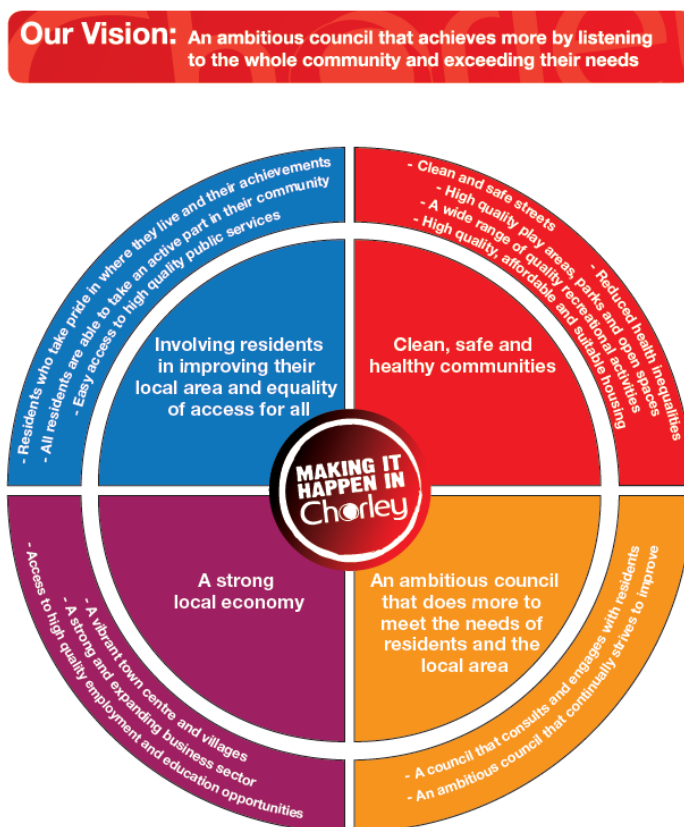 Our Vision: An ambitious council that achieves more by listening
to the whole community and exceeding their needs
- Residents who take pride in where they live and their achievements
- All residents are able to take an active part in their community
- Easy access to high quality public services
Involving residents
in improving their
local area and equality
of access for all
- Clean and safe streets
- Reduced health inequalities
- High quality play areas, parks and open spaces
- A wide range of quality recreational activities
- High quality, affordable and suitable housing
Clean, safe and
healthy communities
MAKING IT
HAPPEN IN
Chorley
A strong
local economy
- A vibrant town centre and villages
- A strong and expanding business sector
- Access to high quality employment and education opportunities
An ambitious council
that does more to
meet the needs of
residents and the
local area
- A council that consults and engages with residents
- An ambitious council that continually strives to improve